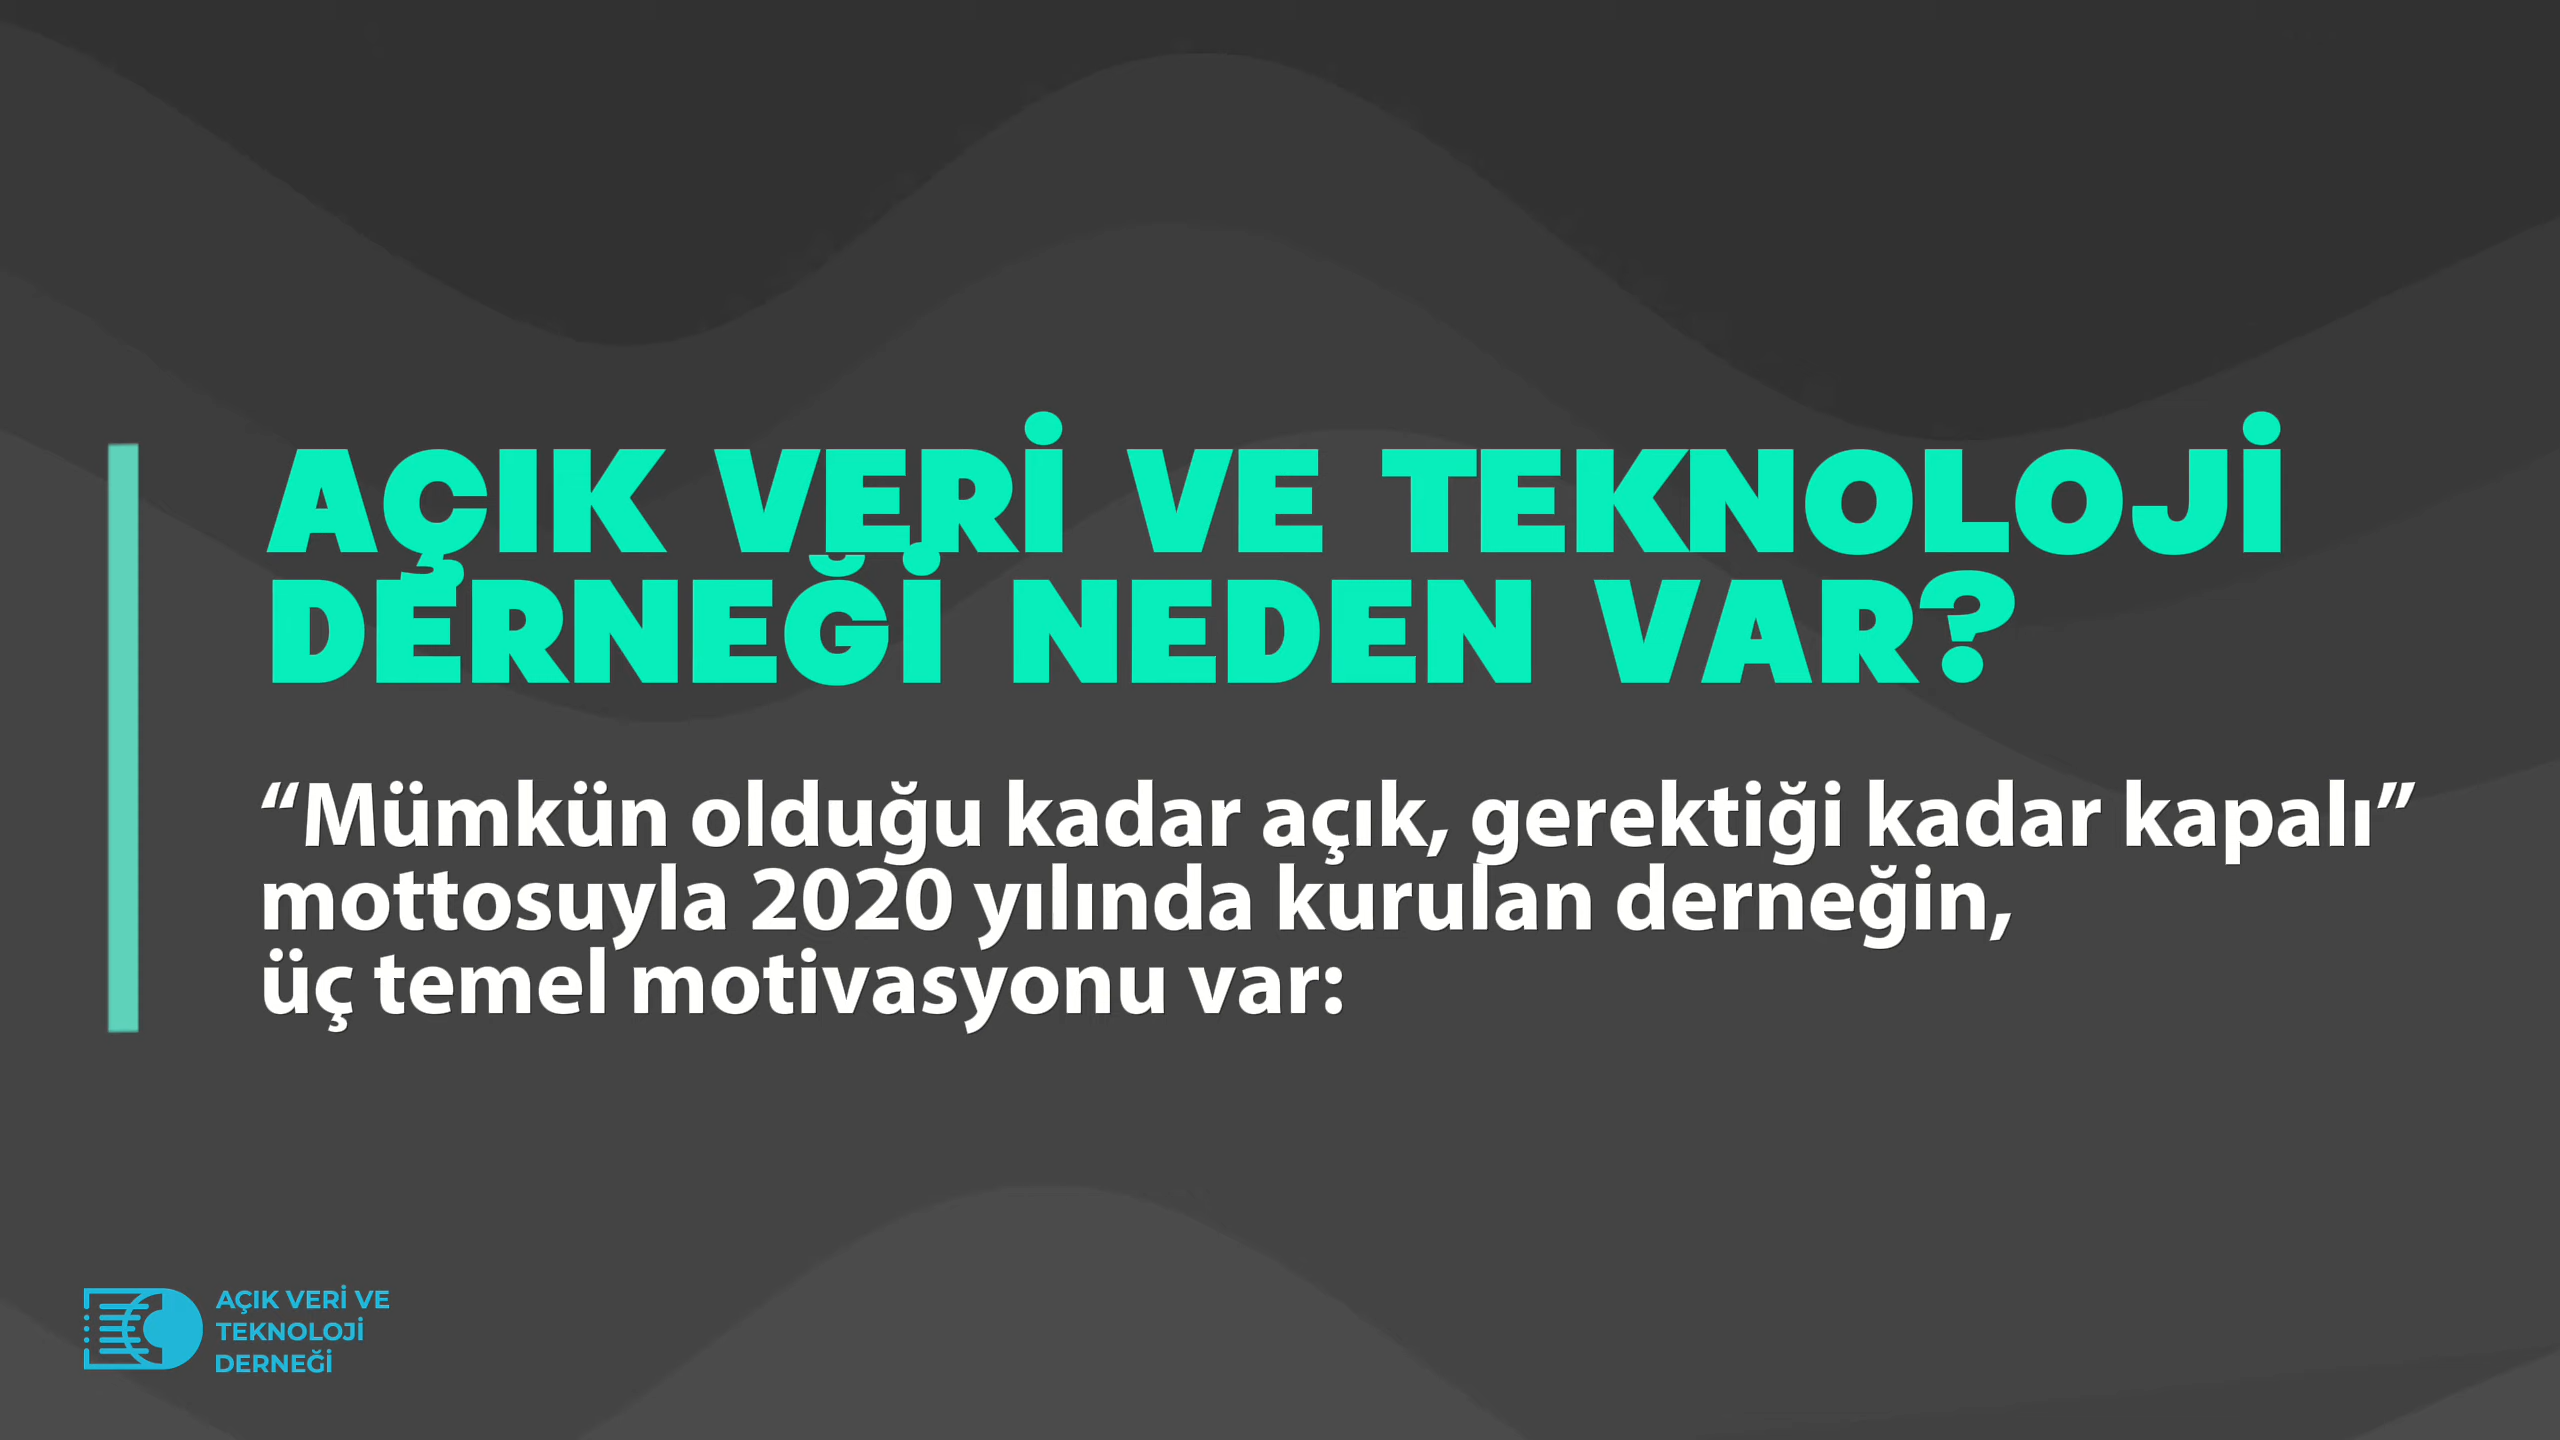 AÇIK VERİ VE TEKNOLOJİ
DERNEĞİ NEDEN VAR?
“Mümkün olduğu kadar açık, gerektiği kadar kapalı”
mottosuyla 2020 yılında kurulan derneğin,
üç temel motivasyonu var:
AÇIK VERİ VE
TEKNOLOJİ
DERNEĞİ